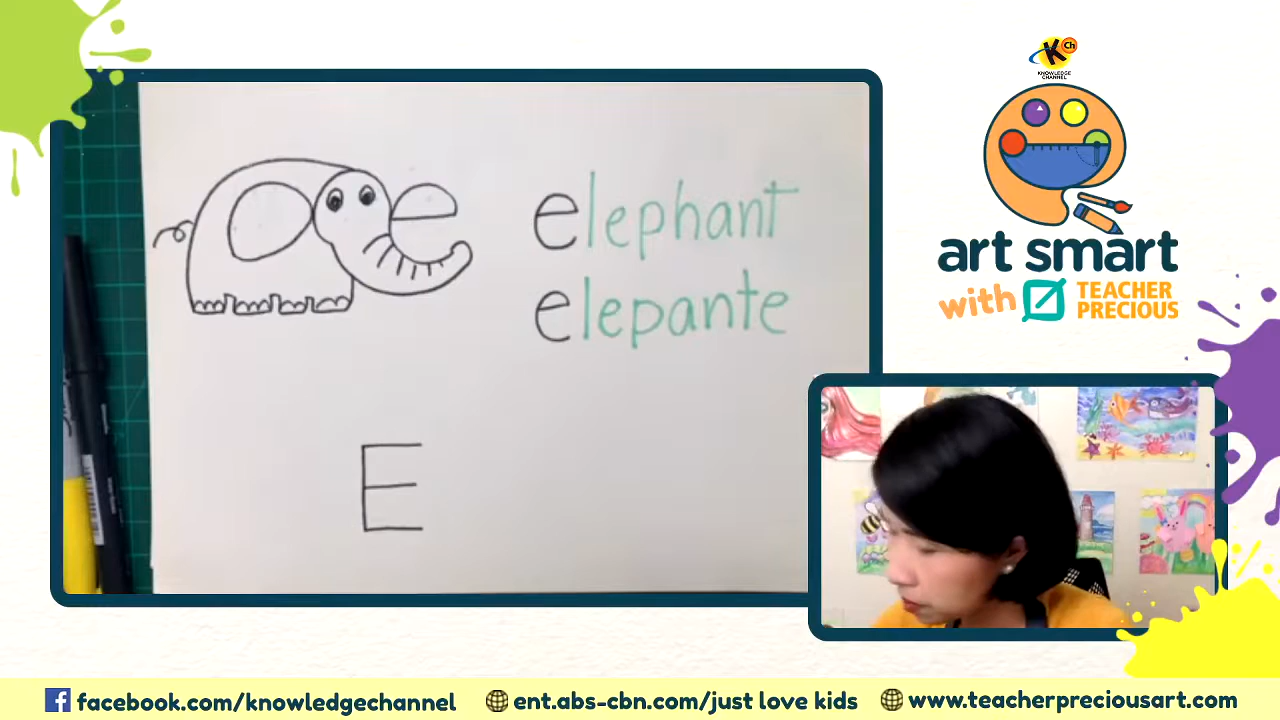 elephant
elepante
E
K Ch
KNOWLEDGE
CHANNEL
art smart
with TEACHER
PRECIOUS
facebook.com/knowledgechannel
ent.abs-cbn.com/just love kids
www.teacherpreciousart.com